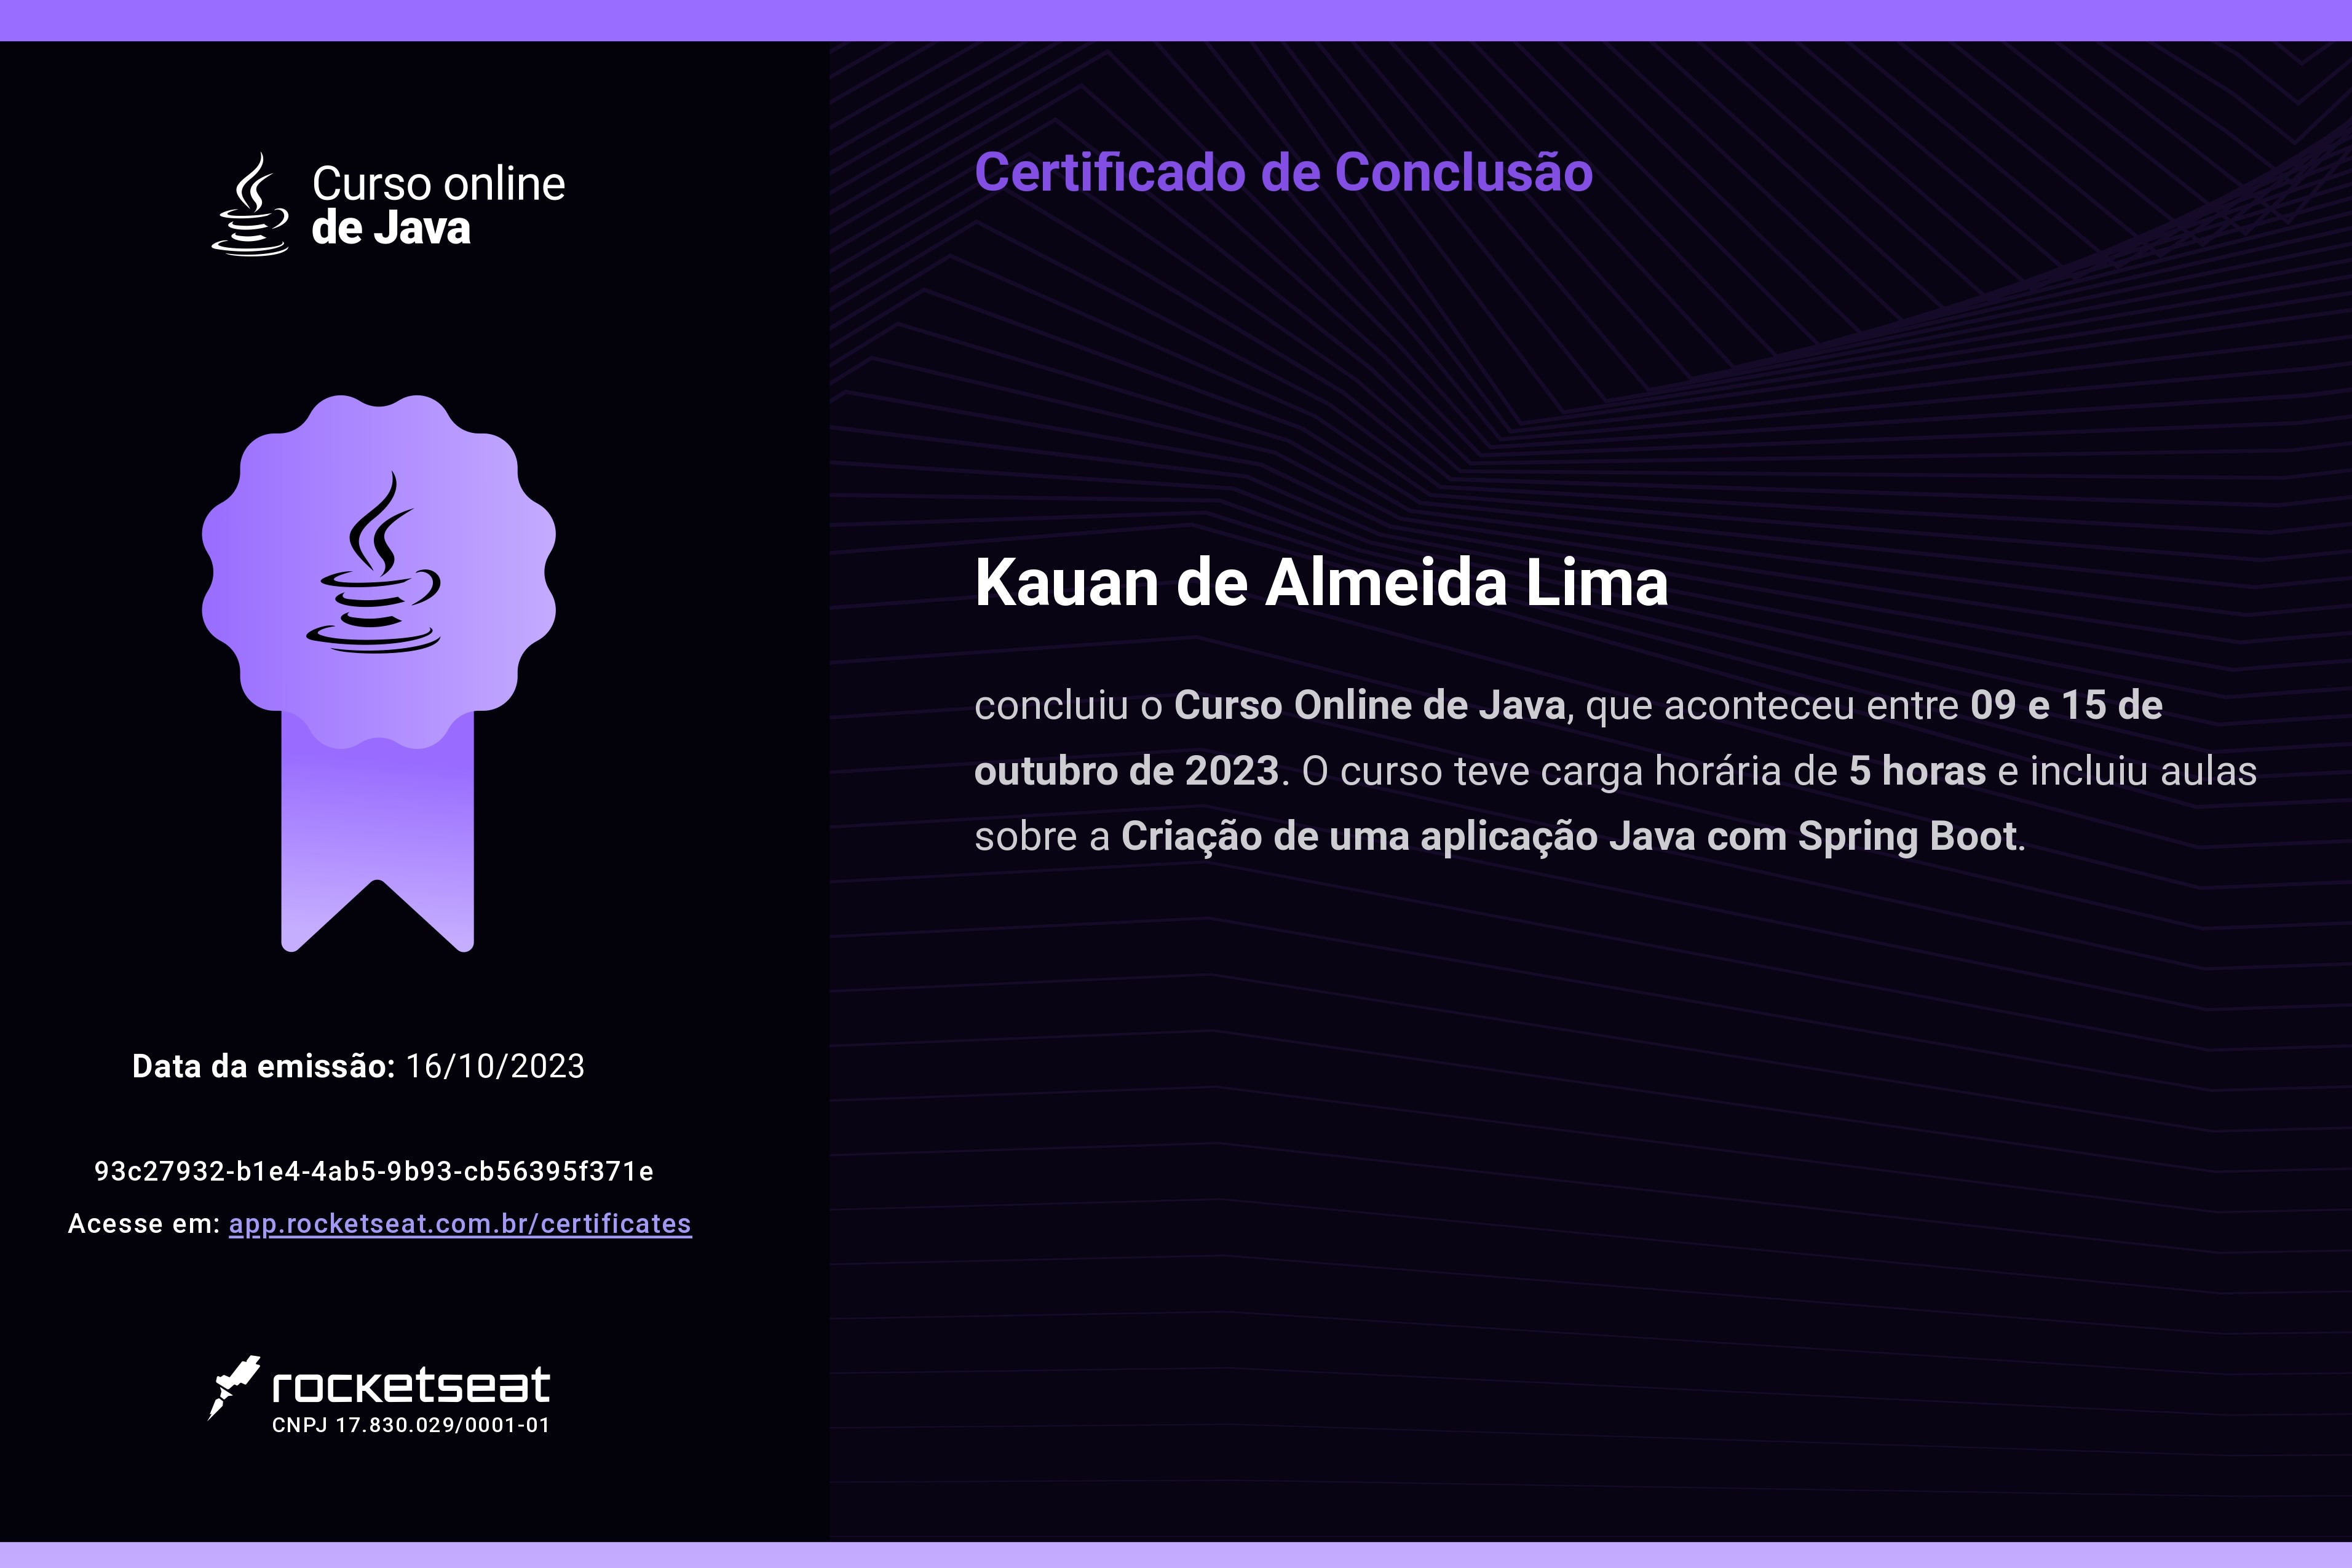 Curso online
de Java
Certificado de Conclusão
Kauan de Almeida Lima
concluiu o Curso Online de Java, que aconteceu entre 09 e 15 de
outubro de 2023. O curso teve carga horária de 5 horas e incluiu aulas
sobre a Criação de uma aplicação Java com Spring Boot.
Data da emissão: 16/10/2023
93c27932-b1e4-4ab5-9b93-cb56395f371e
Acesse em: app.rocketseat.com.br/certificates
rocketseat
CNPJ 17.830.029/0001-01